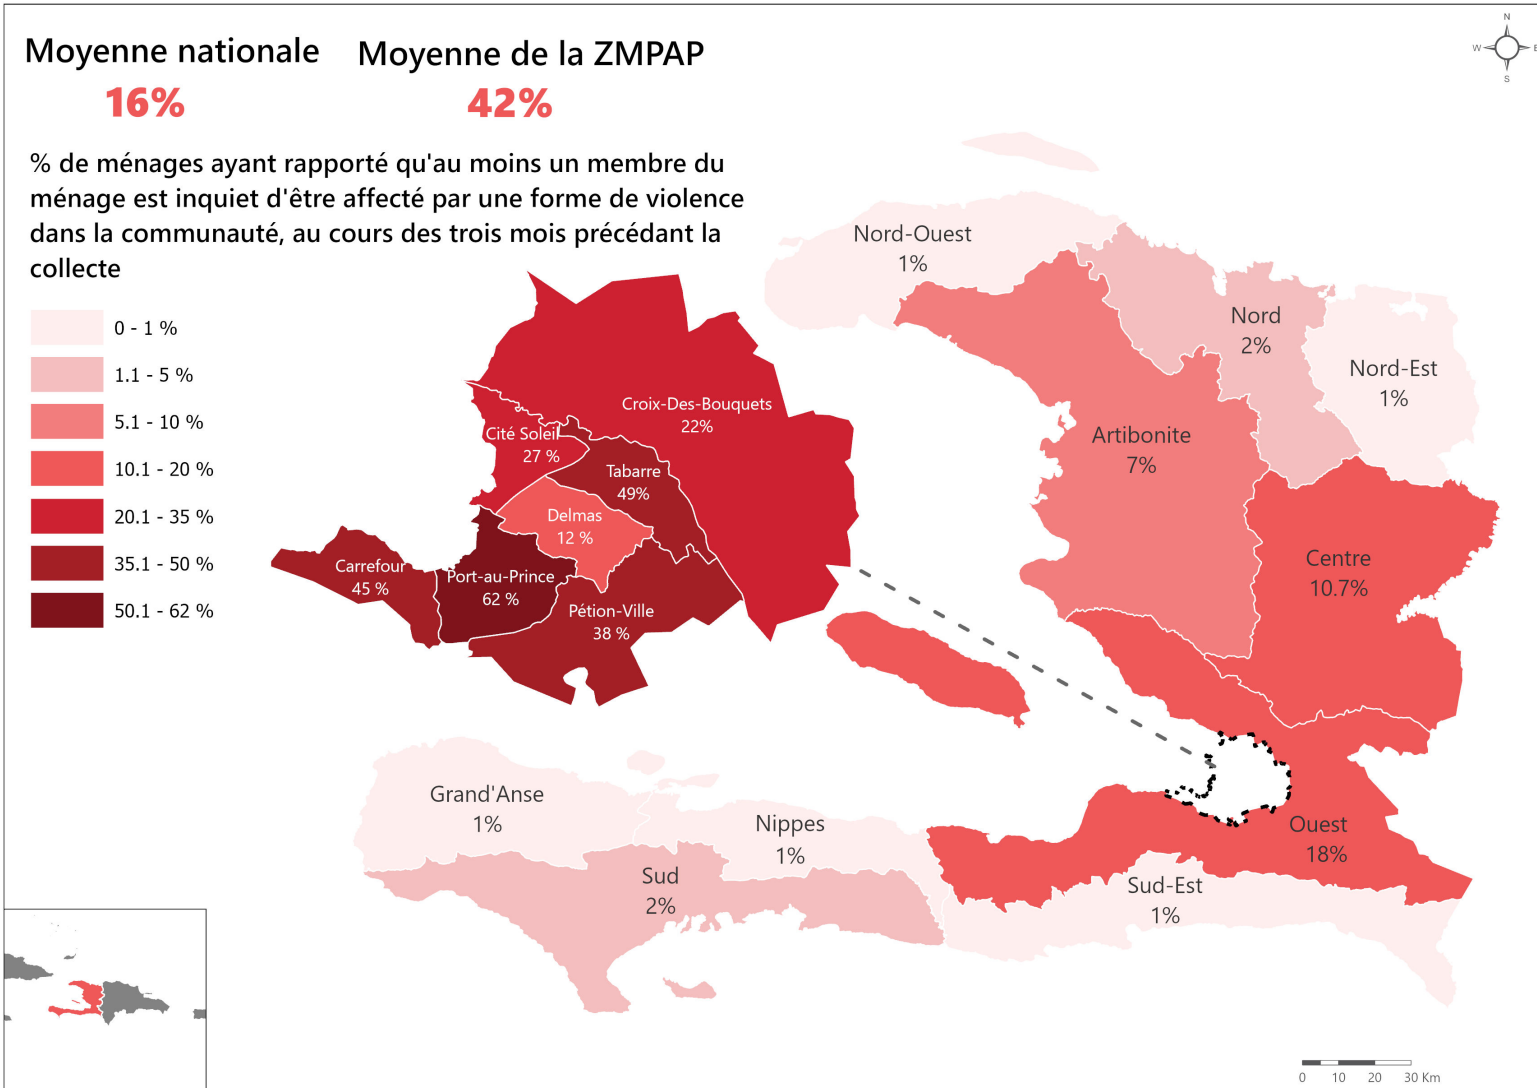 Moyenne nationale
16%
Moyenne de la ZMPAP
42%
% de ménages ayant rapporté qu'au moins un membre du
ménage est inquiet d'être affecté par une forme de violence
dans la communauté, au cours des trois mois précédant la
collecte
0 - 1 %
1.1 - 5 %
5.1 - 10 %
10.1 - 20 %
20.1 - 35 %
35.1 - 50 %
50.1 - 62 %
N
W
E
S
Nord-Ouest
1%
Nord
2%
Nord-Est
1%
Artibonite
7%
Centre
10.7%
Croix-Des-Bouquets
22%
Cité Soleil
27 %
Tabarre
49%
Delmas
12 %
Carrefour
45 %
Port-au-Prince
62 %
Pétion-Ville
38 %
Grand'Anse
1%
Nippes
1%
Sud
2%
Ouest
18%
Sud-Est
1%
0 10 20 30 Km